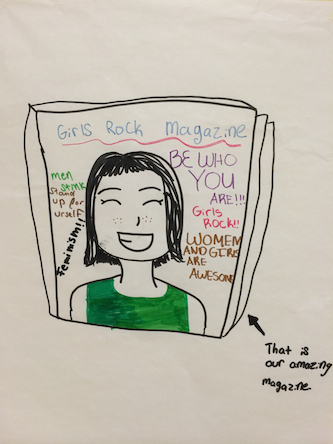 Girls Rock Magazine
men
stink
Stand
up for
urself
feminism!!
BE WHO
YOU
ARE!!!
Girls
Rock!!
WOMEN
AND GIRLS
ARE
AWESOME
That is
our amazing
magazine.